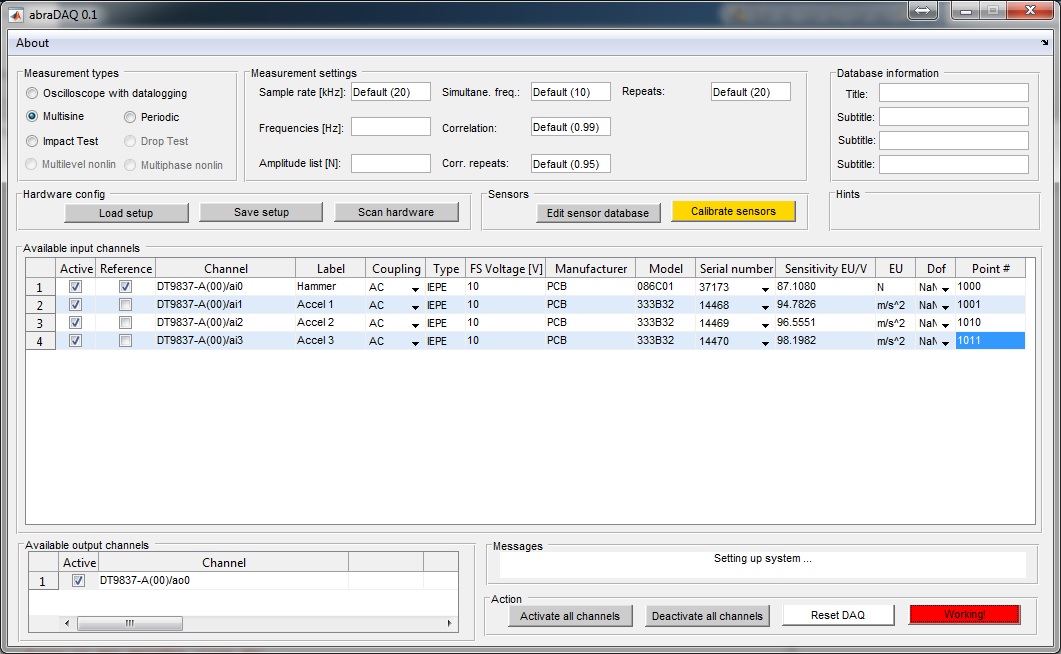 abraDAQ 0.1
About
Measurement types
Oscilloscope with datalogging
Multisine
Periodic
Impact Test
Drop Test
Multilevel nonlin
Multiphase nonlin
Measurement settings
Sample rate [kHz]: Default (20) Simultane. freq.: Default (10) Repeats: Default (20)
Frequencies [Hz]: Correlation: Default (0.99)
Amplitude list [N]: Corr. repeats: Default (0.95)
Database information
Title:
Subtitle:
Subtitle:
Subtitle:
Hardware config
Load setup Save setup Scan hardware
Sensors
Edit sensor database Calibrate sensors
Hints
Available input channels
Active Reference Channel Label Coupling Type FS Voltage [V] Manufacturer Model Serial number Sensitivity EU/V EU Dof Point #
1 DT9837-A(00)/ai0 Hammer AC IEPE 10 PCB 086C01 37173 87.1080 N NaN 1000
2 DT9837-A(00)/ai1 Accel 1 AC IEPE 10 PCB 333B32 14468 94.7826 m/s^2 NaN 1001
3 DT9837-A(00)/ai2 Accel 2 AC IEPE 10 PCB 333B32 14469 96.5551 m/s^2 NaN 1010
4 DT9837-A(00)/ai3 Accel 3 AC IEPE 10 PCB 333B32 14470 98.1982 m/s^2 NaN 1011
Available output channels
Active Channel
1 DT9837-A(00)/ao0
Messages
Setting up system ...
Action
Activate all channels Deactivate all channels Reset DAQ Working!